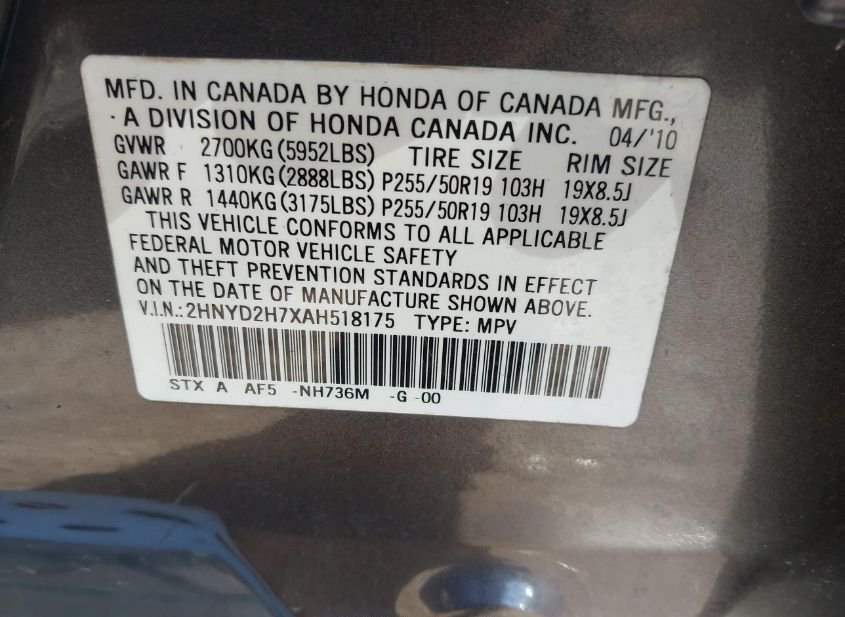 MFD. IN CANADA BY HONDA OF CANADA MFG.,
· A DIVISION OF HONDA CANADA INC. 04/'10
GVWR 2700KG (5952LBS) TIRE SIZE RIM SIZE
GAWR F 1310KG (2888LBS) P255/50R19 103H 19X8.5J
GAWR R 1440KG (3175LBS) P255/50R19 103H 19X8.5J
THIS VEHICLE CONFORMS TO ALL APPLICABLE
FEDERAL MOTOR VEHICLE SAFETY
AND THEFT PREVENTION STANDARDS IN EFFECT
ON THE DATE OF MANUFACTURE SHOWN ABOVE.
V.I.N.: 2HNYD2H7XAH518175 TYPE: MPV
STX A AF5 -NH736M -G -00